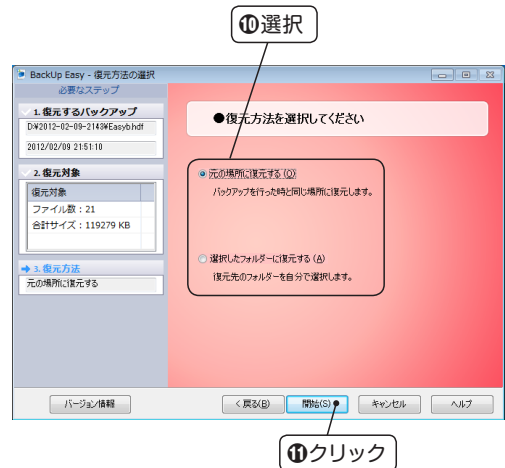 ❿選択
BackUp Easy - 復元方法の選択
必要なステップ
1. 復元するバックアップ
D:¥2012-02-09-2143¥Easyb.hdf
2012/02/09 21:51:10
2. 復元対象
復元対象
ファイル数：21
合計サイズ：119279 KB
3. 復元方法
元の場所に復元する
●復元方法を選択してください
元の場所に復元する(O)
バックアップを行った時と同じ場所に復元します。
選択したフォルダーに復元する(A)
復元先のフォルダーを自分で選択します。
バージョン情報
< 戻る(B)
開始(S)
キャンセル
ヘルプ
⓫クリック